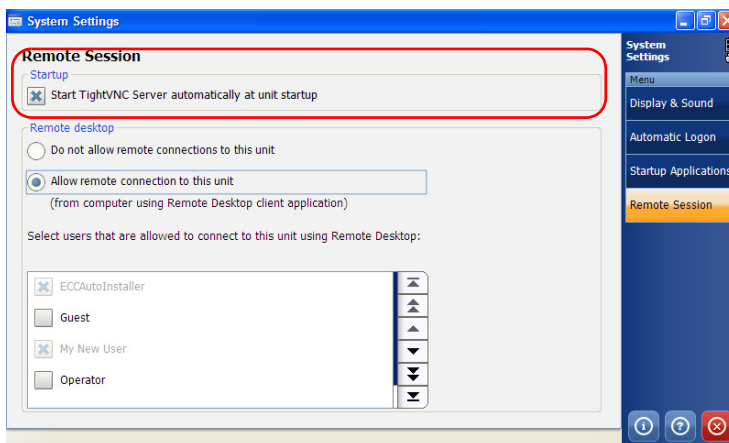 System Settings
Remote Session
Startup
Start TightVNC Server automatically at unit startup
Remote desktop
Do not allow remote connections to this unit
Allow remote connection to this unit
(from computer using Remote Desktop client application)
Select users that are allowed to connect to this unit using Remote Desktop:
ECCAutoInstaller
Guest
My New User
Operator
System
Settings
Menu
Display & Sound
Automatic Logon
Startup Applications
Remote Session